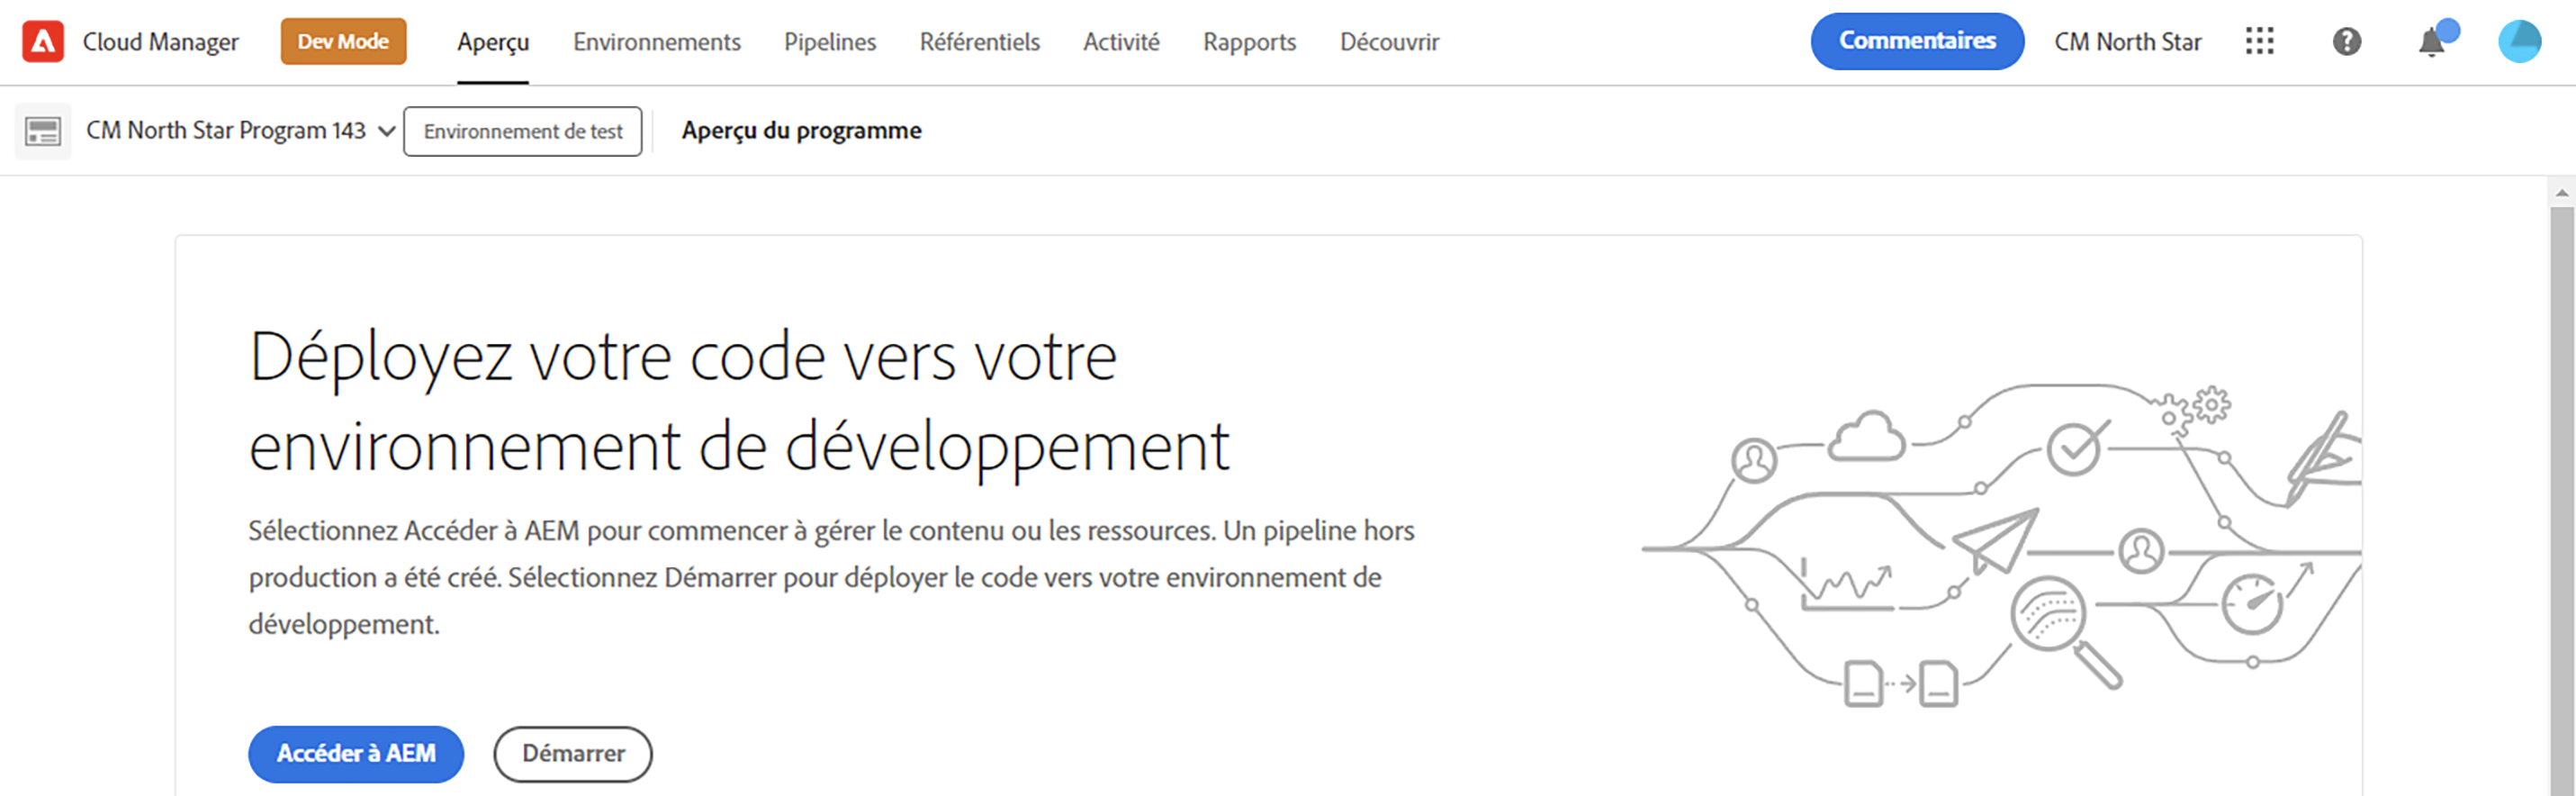 Cloud Manager Dev Mode Aperçu Environnements Pipelines Référentiels Activité Rapports Découvrir Commentaires CM North Star
CM North Star Program 143 Environnement de test Aperçu du programme
Déployez votre code vers votre
environnement de développement
Sélectionnez Accéder à AEM pour commencer à gérer le contenu ou les ressources. Un pipeline hors
production a été créé. Sélectionnez Démarrer pour déployer le code vers votre environnement de
développement.
Accéder à AEM Démarrer